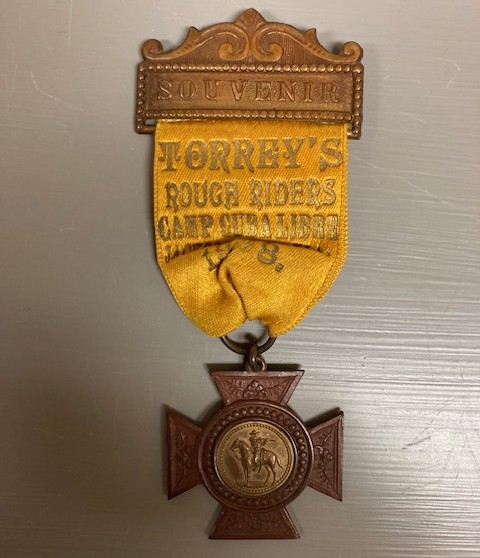 SOUVENIR
TORREY'S
ROUGH RIDERS
CAMP CUBA LIBRE